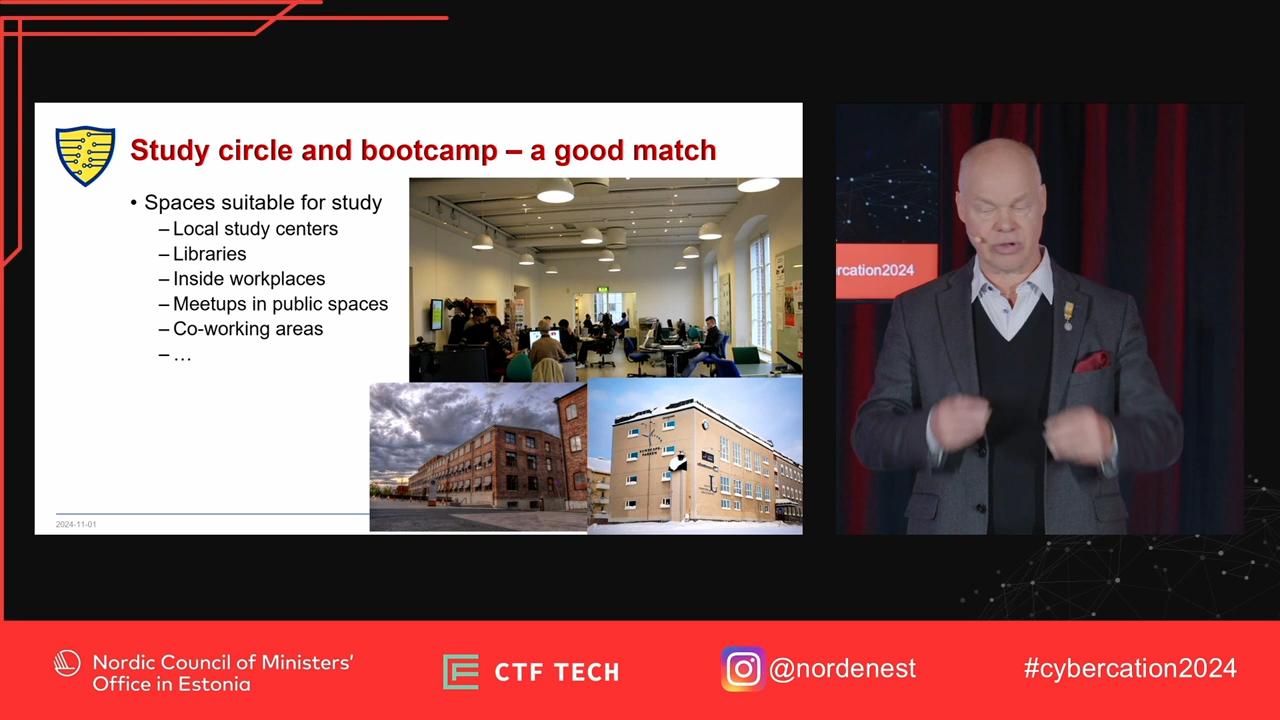 Study circle and bootcamp – a good match
• Spaces suitable for study
– Local study centers
– Libraries
– Inside workplaces
– Meetups in public spaces
– Co-working areas
– …
2024-11-01
ercation2024
Nordic Council of Ministers'
Office in Estonia
CTF TECH
@nordenest
#cybercation2024